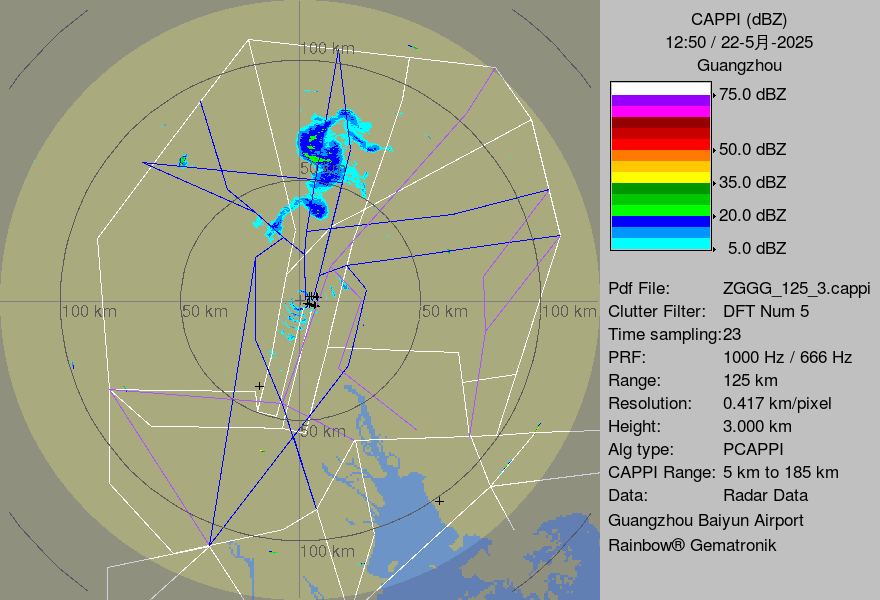 CAPPI (dBZ)
12:50 / 22-5月-2025
Guangzhou
75.0 dBZ
50.0 dBZ
35.0 dBZ
20.0 dBZ
5.0 dBZ
Pdf File: ZGGG_125_3.cappi
Clutter Filter: DFT Num 5
Time sampling:23
PRF: 1000 Hz / 666 Hz
Range: 125 km
Resolution: 0.417 km/pixel
Height: 3.000 km
Alg type: PCAPPI
CAPPI Range: 5 km to 185 km
Data: Radar Data
Guangzhou Baiyun Airport
Rainbow® Gematronik
100 km
50 km
100 km
50 km
50 km
100 km
50 km
100 km